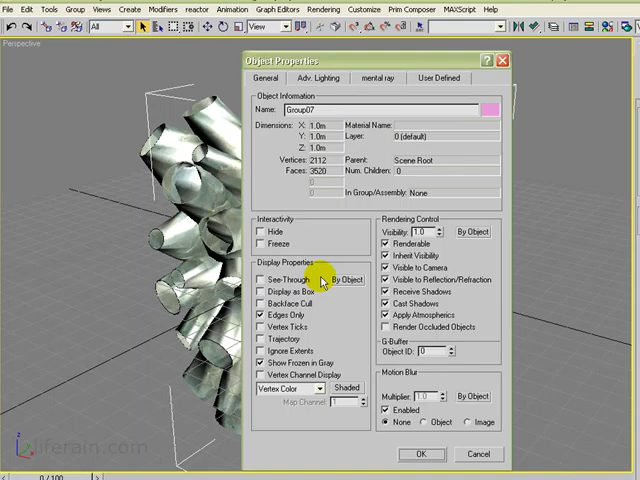 File Edit Tools Group Views Create Modifiers reactor Animation Graph Editors Rendering Customize Prim Composer MAXScript Help
All
View
Perspective
Object Properties
General Adv. Lighting mental ray User Defined
Object Information
Name: Group07
Dimensions: X: 1.0m Material Name:
Y: 1.0m Layer: 0 (default)
Z: 1.0m
Vertices: 2112 Parent: Scene Root
Faces: 3520 Num. Children: 0
0
0 In Group/Assembly: None
Interactivity
Hide
Freeze
Display Properties
See-Through By Object
Display as Box
Backface Cull
Edges Only
Vertex Ticks
Trajectory
Ignore Extents
Show Frozen in Gray
Vertex Channel Display
Vertex Color Shaded
Map Channel: 1
Rendering Control
Visibility: 1.0 By Object
Renderable
Inherit Visibility
Visible to Camera
Visible to Reflection/Refraction
Receive Shadows
Cast Shadows
Apply Atmospherics
Render Occluded Objects
G-Buffer
Object ID: 0
Motion Blur
Multiplier: 1.0 By Object
Enabled
None Object Image
OK Cancel
z
liferain.com
0 / 100